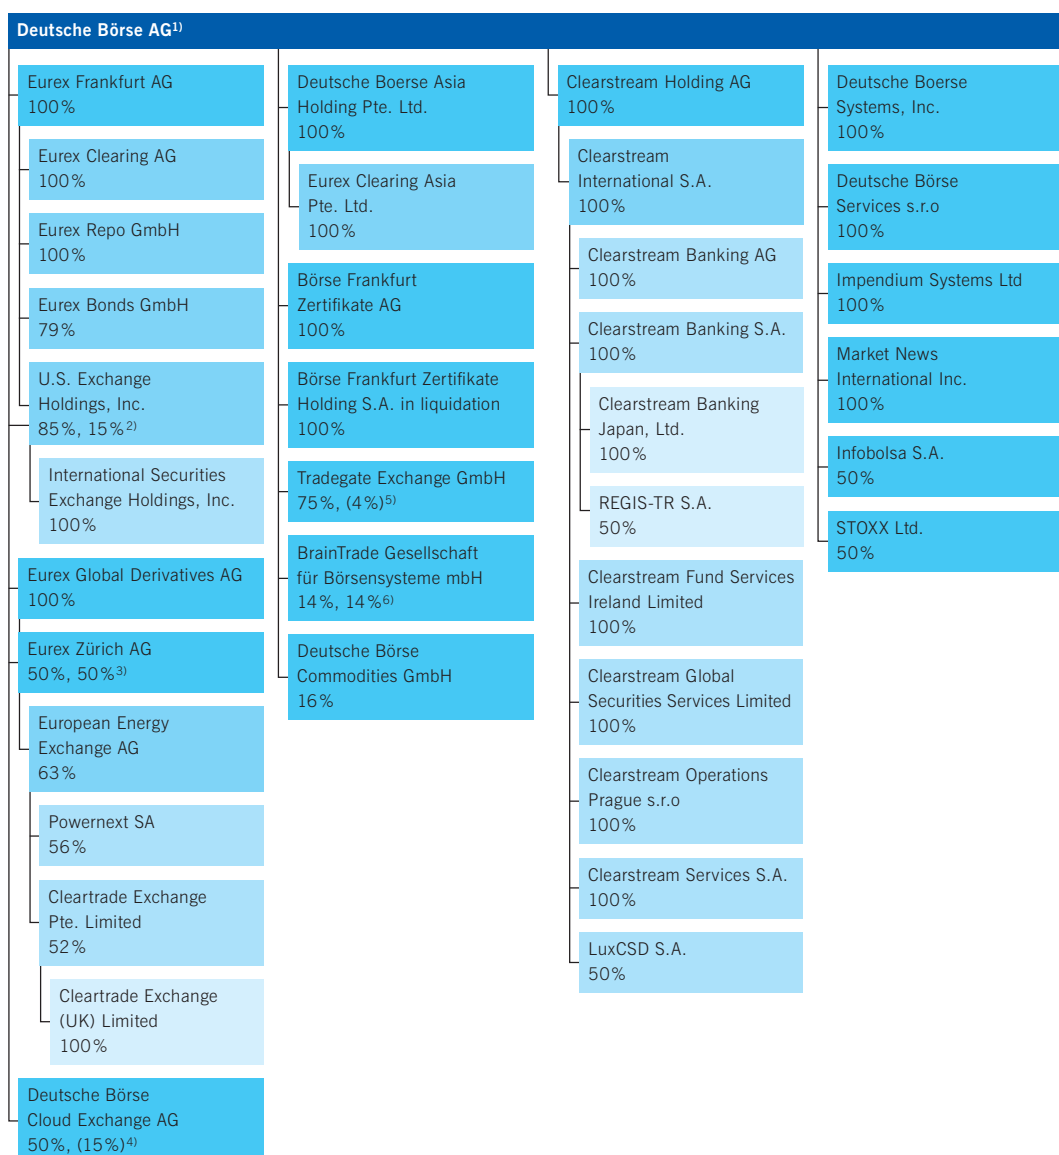 Deutsche Börse AG1)
Eurex Frankfurt AG
100%
Eurex Clearing AG
100%
Eurex Repo GmbH
100%
Eurex Bonds GmbH
79%
U.S. Exchange
Holdings, Inc.
85%, 15%2)
International Securities
Exchange Holdings, Inc.
100%
Eurex Global Derivatives AG
100%
Eurex Zürich AG
50%, 50%3)
European Energy
Exchange AG
63%
Powernext SA
56%
Cleartrade Exchange
Pte. Limited
52%
Cleartrade Exchange
(UK) Limited
100%
Deutsche Börse
Cloud Exchange AG
50%, (15%)4)
Deutsche Boerse Asia
Holding Pte. Ltd.
100%
Eurex Clearing Asia
Pte. Ltd.
100%
Börse Frankfurt
Zertifikate AG
100%
Börse Frankfurt Zertifikate
Holding S.A. in liquidation
100%
Tradegate Exchange GmbH
75%, (4%)5)
BrainTrade Gesellschaft
für Börsensysteme mbH
14%, 14%6)
Deutsche Börse
Commodities GmbH
16%
Clearstream Holding AG
100%
Clearstream
International S.A.
100%
Clearstream Banking AG
100%
Clearstream Banking S.A.
100%
Clearstream Banking
Japan, Ltd.
100%
REGIS-TR S.A.
50%
Clearstream Fund Services
Ireland Limited
100%
Clearstream Global
Securities Services Limited
100%
Clearstream Operations
Prague s.r.o
100%
Clearstream Services S.A.
100%
LuxCSD S.A.
50%
Deutsche Boerse
Systems, Inc.
100%
Deutsche Börse
Services s.r.o
100%
Impendium Systems Ltd
100%
Market News
International Inc.
100%
Infobolsa S.A.
50%
STOXX Ltd.
50%